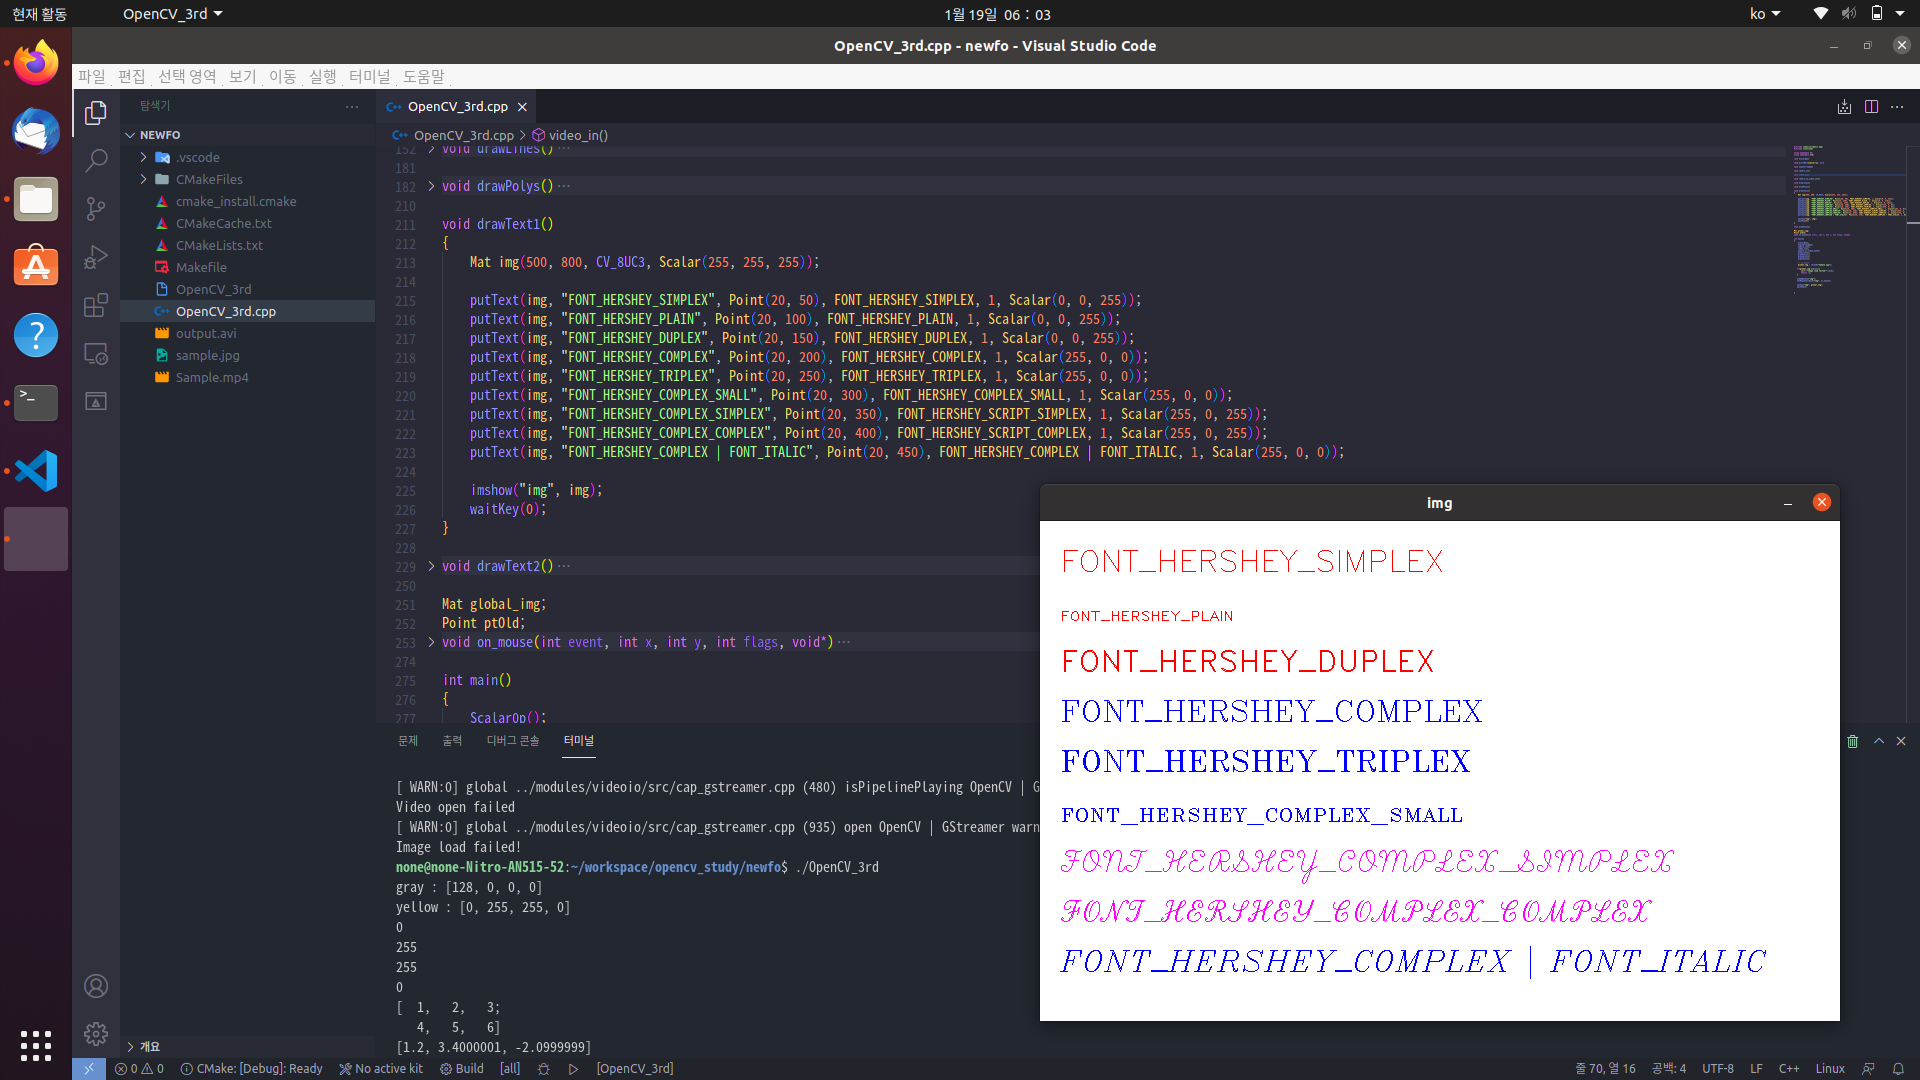 현재 활동
OpenCV_3rd
1월 19일 06 : 03
ko
OpenCV_3rd.cpp - newfo - Visual Studio Code
파일 편집 선택 영역 보기 이동 실행 터미널 도움말
탐색기
NEWFO
.vscode
CMakeFiles
cmake_install.cmake
CMakeCache.txt
CMakeLists.txt
Makefile
OpenCV_3rd
OpenCV_3rd.cpp
output.avi
sample.jpg
Sample.mp4
개요
OpenCV_3rd.cpp
OpenCV_3rd.cpp > video_in()
152 void drawLines()
181
182 void drawPolys()
210
211 void drawText1()
212 {
213 Mat img(500, 800, CV_8UC3, Scalar(255, 255, 255));
214
215 putText(img, "FONT_HERSHEY_SIMPLEX", Point(20, 50), FONT_HERSHEY_SIMPLEX, 1, Scalar(0, 0, 255));
216 putText(img, "FONT_HERSHEY_PLAIN", Point(20, 100), FONT_HERSHEY_PLAIN, 1, Scalar(0, 0, 255));
217 putText(img, "FONT_HERSHEY_DUPLEX", Point(20, 150), FONT_HERSHEY_DUPLEX, 1, Scalar(0, 0, 255));
218 putText(img, "FONT_HERSHEY_COMPLEX", Point(20, 200), FONT_HERSHEY_COMPLEX, 1, Scalar(255, 0, 0));
219 putText(img, "FONT_HERSHEY_TRIPLEX", Point(20, 250), FONT_HERSHEY_TRIPLEX, 1, Scalar(255, 0, 0));
220 putText(img, "FONT_HERSHEY_COMPLEX_SMALL", Point(20, 300), FONT_HERSHEY_COMPLEX_SMALL, 1, Scalar(255, 0, 0));
221 putText(img, "FONT_HERSHEY_COMPLEX_SIMPLEX", Point(20, 350), FONT_HERSHEY_SCRIPT_SIMPLEX, 1, Scalar(255, 0, 255));
222 putText(img, "FONT_HERSHEY_COMPLEX_COMPLEX", Point(20, 400), FONT_HERSHEY_SCRIPT_COMPLEX, 1, Scalar(255, 0, 255));
223 putText(img, "FONT_HERSHEY_COMPLEX | FONT_ITALIC", Point(20, 450), FONT_HERSHEY_COMPLEX | FONT_ITALIC, 1, Scalar(255, 0, 0));
224
225 imshow("img", img);
226 waitKey(0);
227 }
228
229 void drawText2()
250
251 Mat global_img;
252 Point ptOld;
253 void on_mouse(int event, int x, int y, int flags, void*)
274
275 int main()
276 {
277 ScalarOp();
문제 출력 디버그 콘솔 터미널
[ WARN:0] global ../modules/videoio/src/cap_gstreamer.cpp (480) isPipelinePlaying OpenCV | G
Video open failed
[ WARN:0] global ../modules/videoio/src/cap_gstreamer.cpp (935) open OpenCV | GStreamer warn
Image load failed!
none@none-Nitro-AN515-52:~/workspace/opencv_study/newfo$ ./OpenCV_3rd
gray : [128, 0, 0, 0]
yellow : [0, 255, 255, 0]
0
255
255
0
[ 1, 2, 3;
4, 5, 6]
[1.2, 3.4000001, -2.0999999]
img
FONT_HERSHEY_SIMPLEX
FONT_HERSHEY_PLAIN
FONT_HERSHEY_DUPLEX
FONT_HERSHEY_COMPLEX
FONT_HERSHEY_TRIPLEX
FONT_HERSHEY_COMPLEX_SMALL
FONT_HERSHEY_COMPLEX_SIMPLEX
FONT_HERSHEY_COMPLEX_COMPLEX
FONT_HERSHEY_COMPLEX | FONT_ITALIC
0 0 CMake: [Debug]: Ready No active kit Build [all] [OpenCV_3rd]
줄 70, 열 16 공백: 4 UTF-8 LF C++ Linux